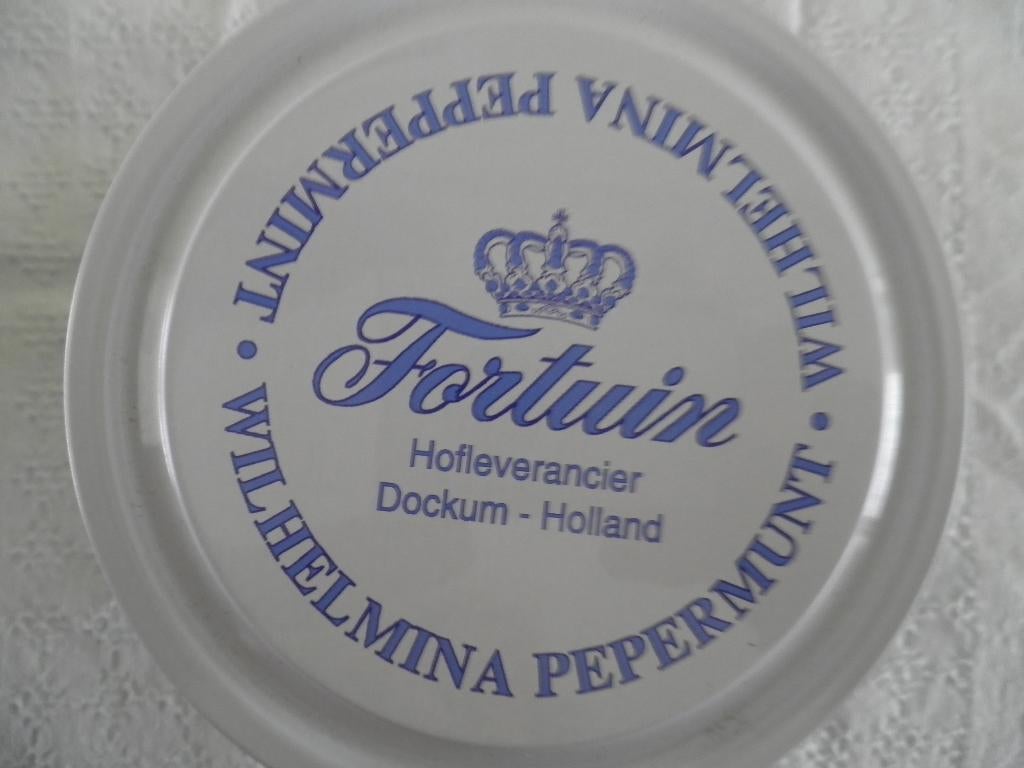 WILHELMINA PEPPERMINT
Fortuin
Hofleverancier
Dockum - Holland
• WILHELMINA PEPERMUNT •